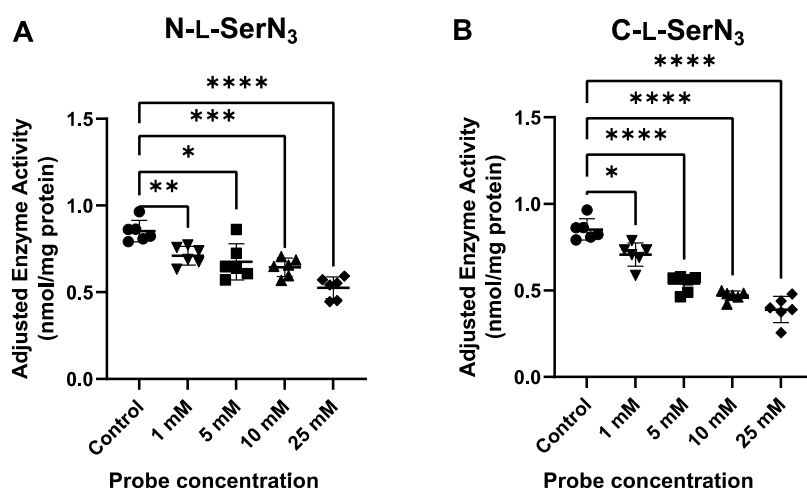 A
N-L-SerN3
****
***
*
**
Adjusted Enzyme Activity
(nmol/mg protein)
1.5
1.0
0.5
0.0
Control
1 mM
5 mM
10 mM
25 mM
Probe concentration
B
C-L-SerN3
****
****
****
*
Adjusted Enzyme Activity
(nmol/mg protein)
1.5
1.0
0.5
0.0
Control
1 mM
5 mM
10 mM
25 mM
Probe concentration